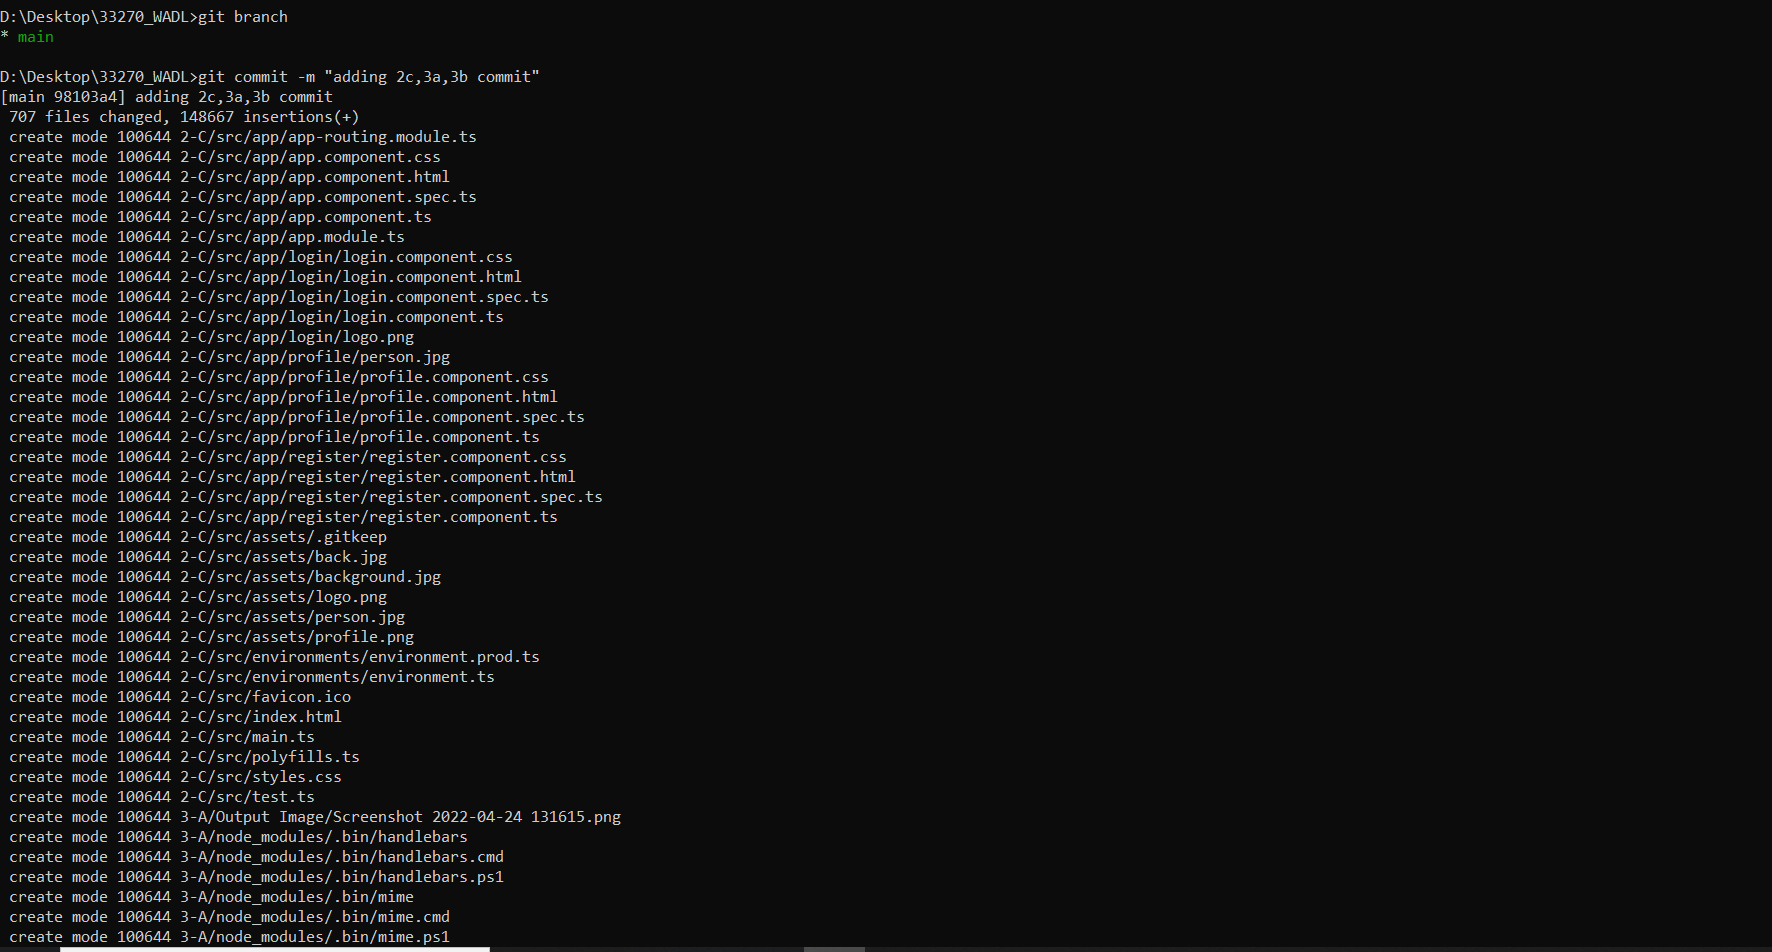 D:\Desktop\33270_WADL>git branch
* main
D:\Desktop\33270_WADL>git commit -m "adding 2c,3a,3b commit"
[main 98103a4] adding 2c,3a,3b commit
 707 files changed, 148667 insertions(+)
 create mode 100644 2-C/src/app/app-routing.module.ts
 create mode 100644 2-C/src/app/app.component.css
 create mode 100644 2-C/src/app/app.component.html
 create mode 100644 2-C/src/app/app.component.spec.ts
 create mode 100644 2-C/src/app/app.component.ts
 create mode 100644 2-C/src/app/app.module.ts
 create mode 100644 2-C/src/app/login/login.component.css
 create mode 100644 2-C/src/app/login/login.component.html
 create mode 100644 2-C/src/app/login/login.component.spec.ts
 create mode 100644 2-C/src/app/login/login.component.ts
 create mode 100644 2-C/src/app/login/logo.png
 create mode 100644 2-C/src/app/profile/person.jpg
 create mode 100644 2-C/src/app/profile/profile.component.css
 create mode 100644 2-C/src/app/profile/profile.component.html
 create mode 100644 2-C/src/app/profile/profile.component.spec.ts
 create mode 100644 2-C/src/app/profile/profile.component.ts
 create mode 100644 2-C/src/app/register/register.component.css
 create mode 100644 2-C/src/app/register/register.component.html
 create mode 100644 2-C/src/app/register/register.component.spec.ts
 create mode 100644 2-C/src/app/register/register.component.ts
 create mode 100644 2-C/src/assets/.gitkeep
 create mode 100644 2-C/src/assets/back.jpg
 create mode 100644 2-C/src/assets/background.jpg
 create mode 100644 2-C/src/assets/logo.png
 create mode 100644 2-C/src/assets/person.jpg
 create mode 100644 2-C/src/assets/profile.png
 create mode 100644 2-C/src/environments/environment.prod.ts
 create mode 100644 2-C/src/environments/environment.ts
 create mode 100644 2-C/src/favicon.ico
 create mode 100644 2-C/src/index.html
 create mode 100644 2-C/src/main.ts
 create mode 100644 2-C/src/polyfills.ts
 create mode 100644 2-C/src/styles.css
 create mode 100644 2-C/src/test.ts
 create mode 100644 3-A/Output Image/Screenshot 2022-04-24 131615.png
 create mode 100644 3-A/node_modules/.bin/handlebars
 create mode 100644 3-A/node_modules/.bin/handlebars.cmd
 create mode 100644 3-A/node_modules/.bin/handlebars.ps1
 create mode 100644 3-A/node_modules/.bin/mime
 create mode 100644 3-A/node_modules/.bin/mime.cmd
 create mode 100644 3-A/node_modules/.bin/mime.ps1